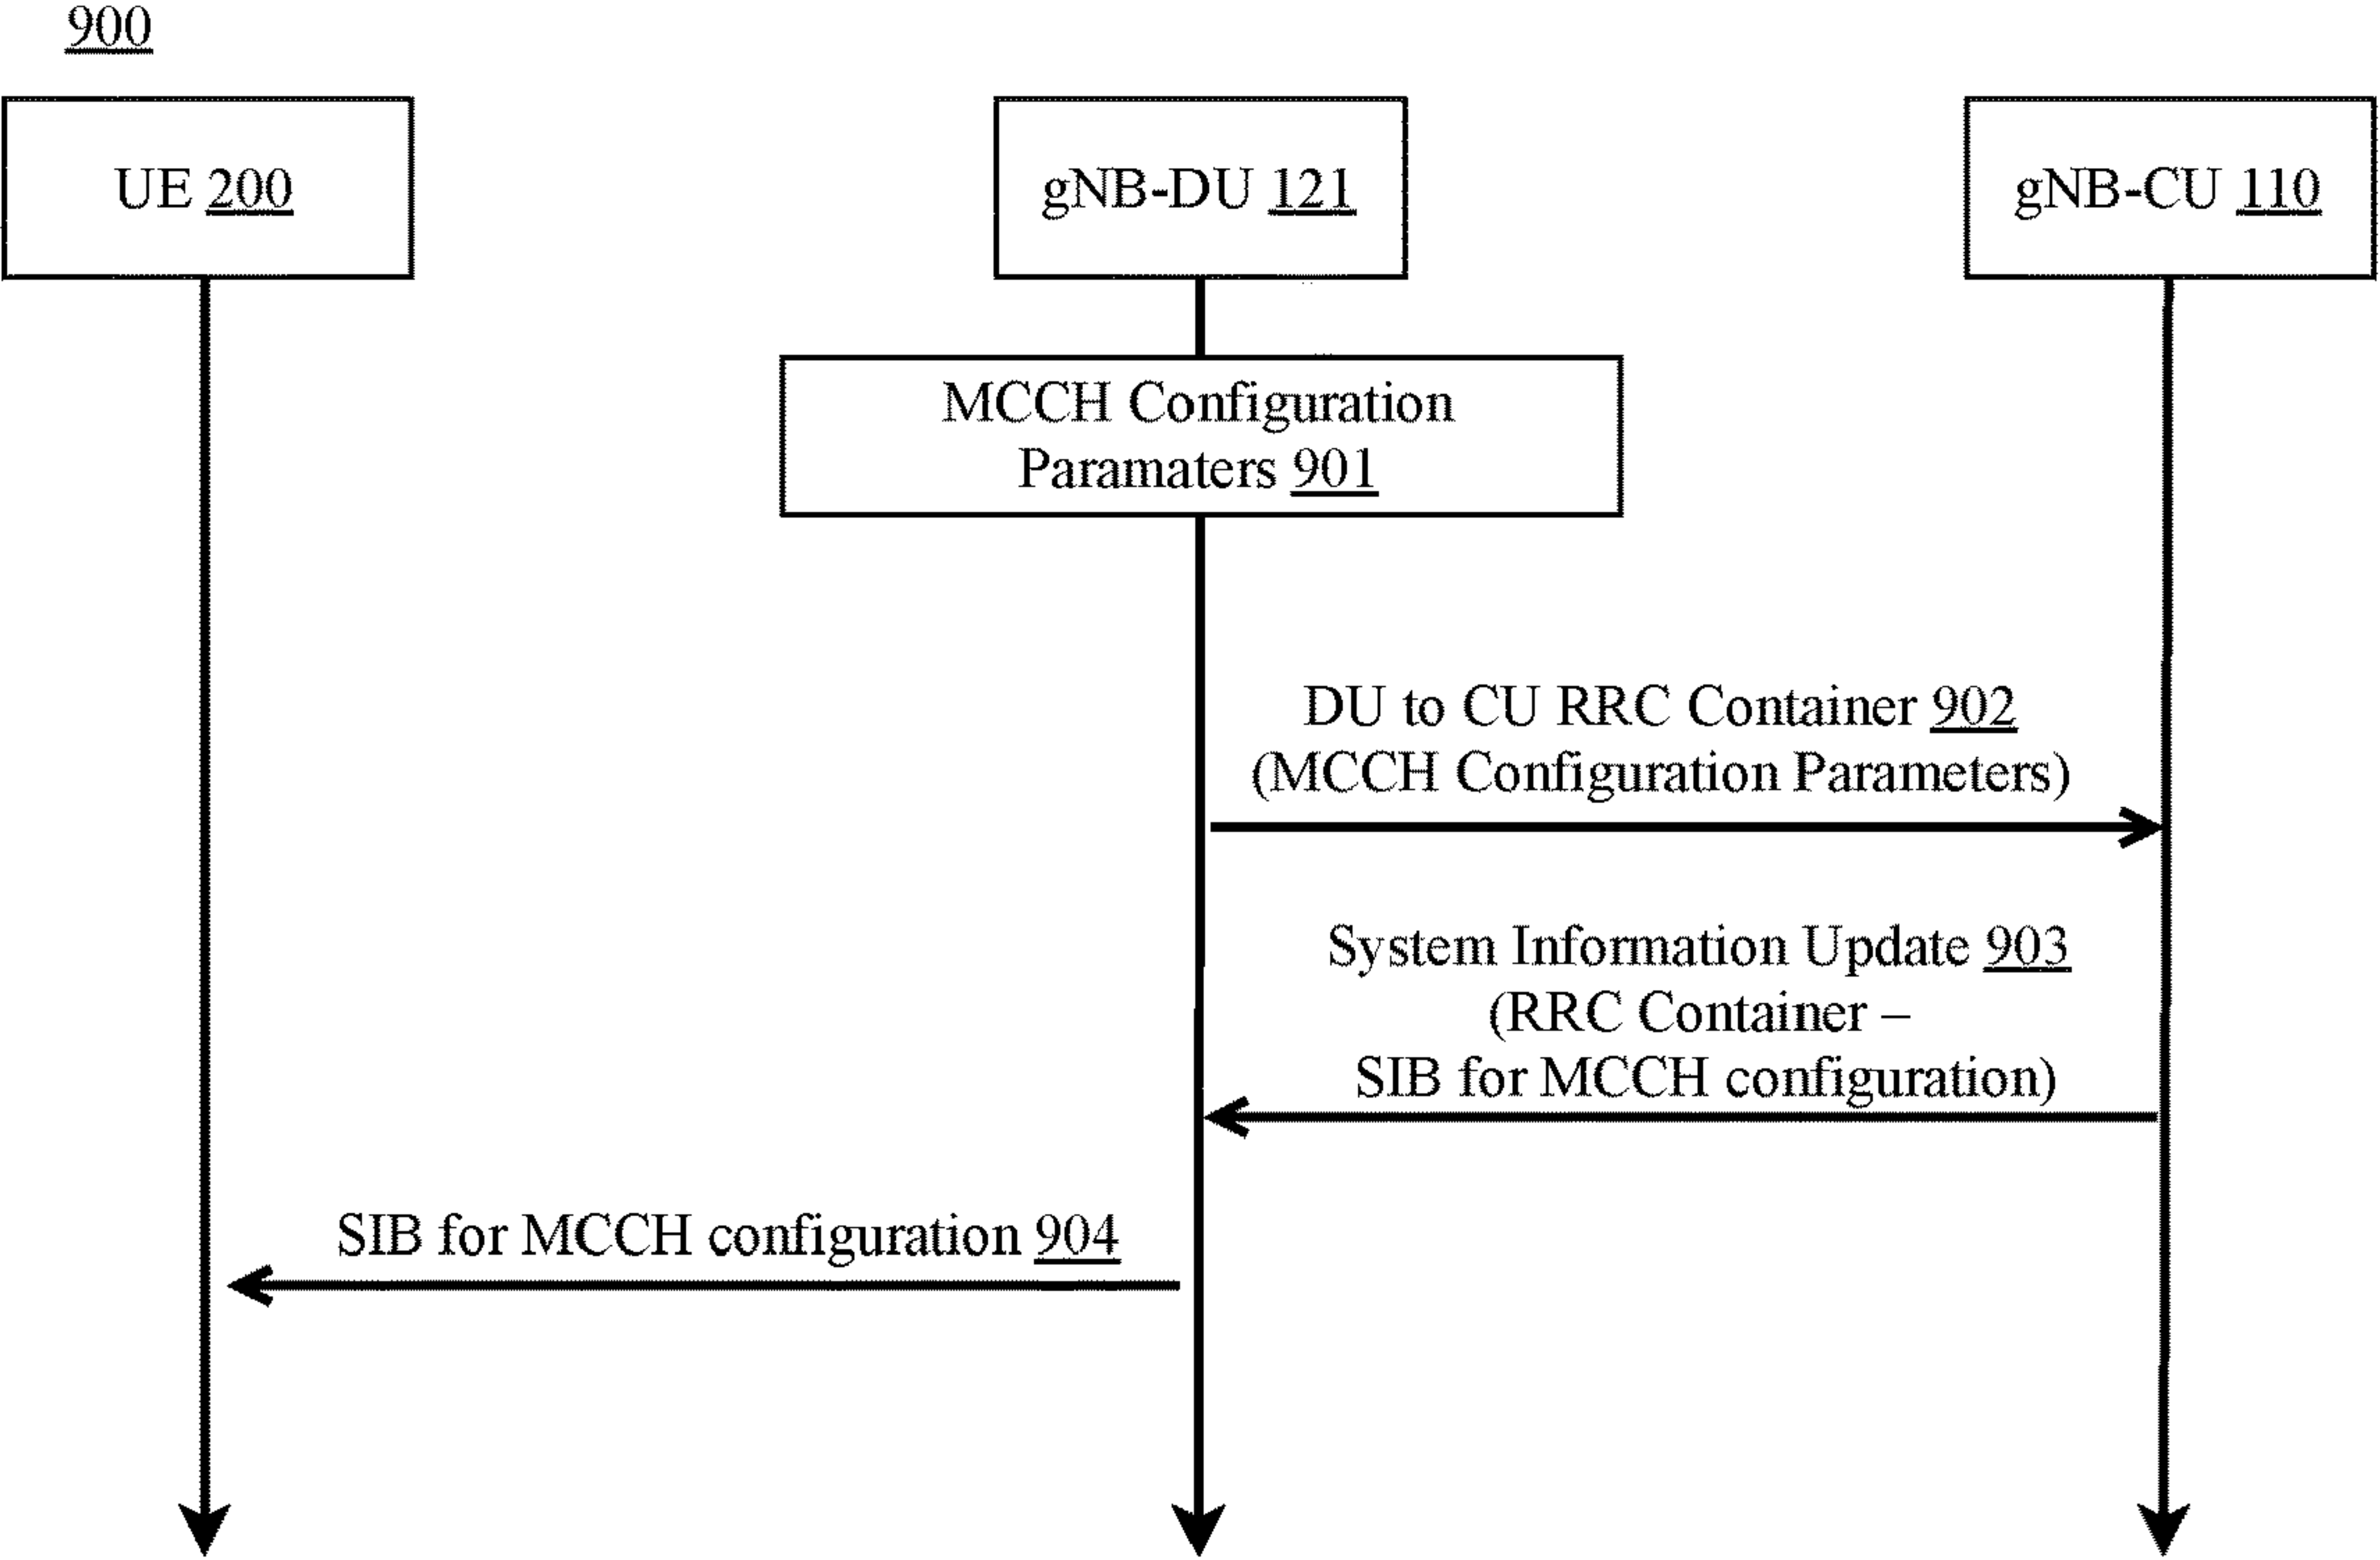 900
UE 200
gNB-DU 121
gNB-CU 110
MCCH Configuration
Paramaters 901
DU to CU RRC Container 902
(MCCH Configuration Parameters)
System Information Update 903
(RRC Container –
SIB for MCCH configuration)
SIB for MCCH configuration 904